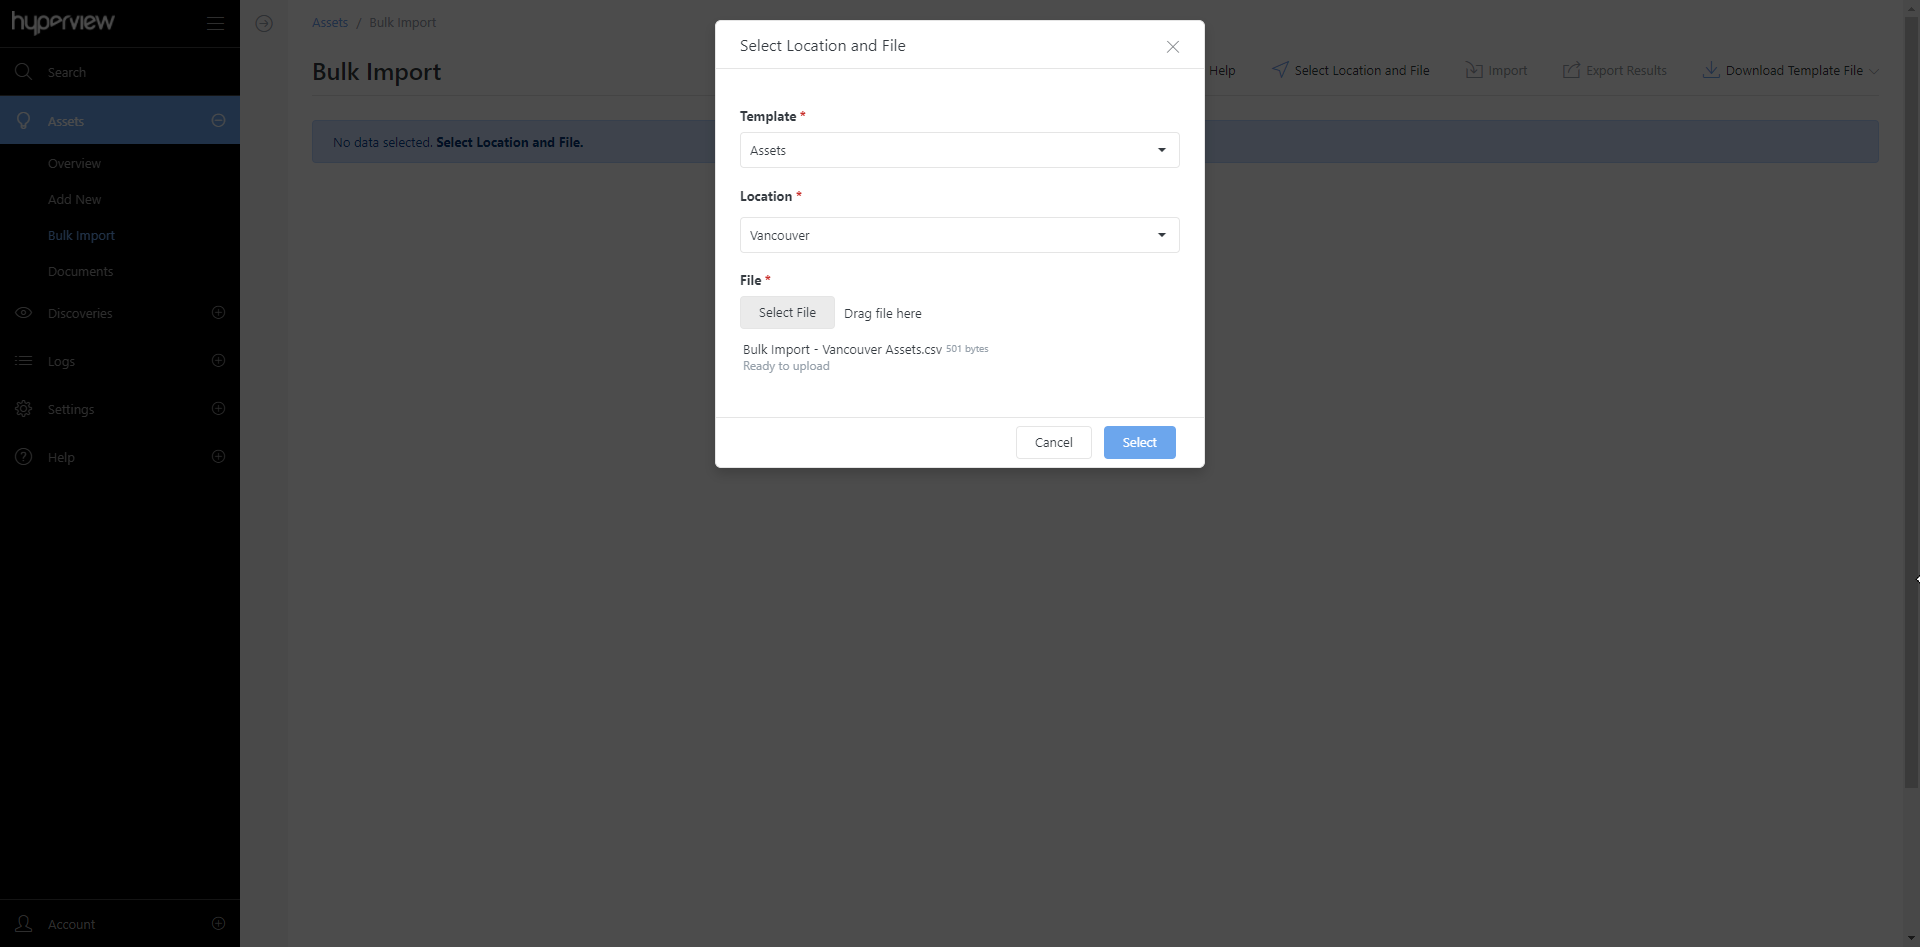 hyperview
Search
Assets
Overview
Add New
Bulk Import
Documents
Discoveries
Logs
Settings
Help
Account
Assets / Bulk Import
Bulk Import
Help
Select Location and File
Import
Export Results
Download Template File
No data selected. Select Location and File.
Select Location and File
Template *
Assets
Location *
Vancouver
File *
Select File
Drag file here
Bulk Import - Vancouver Assets.csv 501 bytes
Ready to upload
Cancel
Select